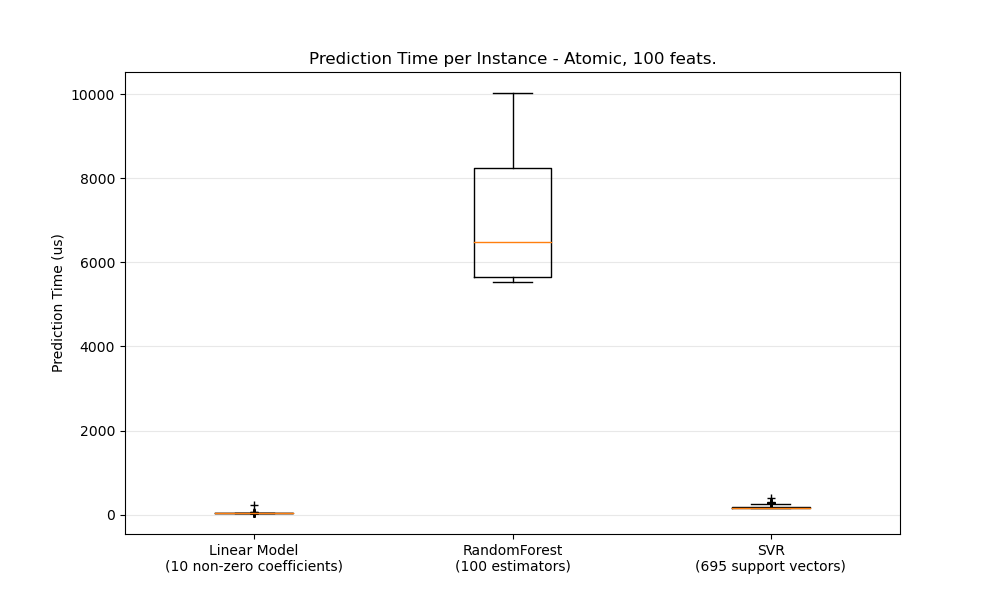 Prediction Time per Instance - Atomic, 100 feats.
Prediction Time (us)
10000
8000
6000
4000
2000
0
Linear Model
(10 non-zero coefficients)
RandomForest
(100 estimators)
SVR
(695 support vectors)